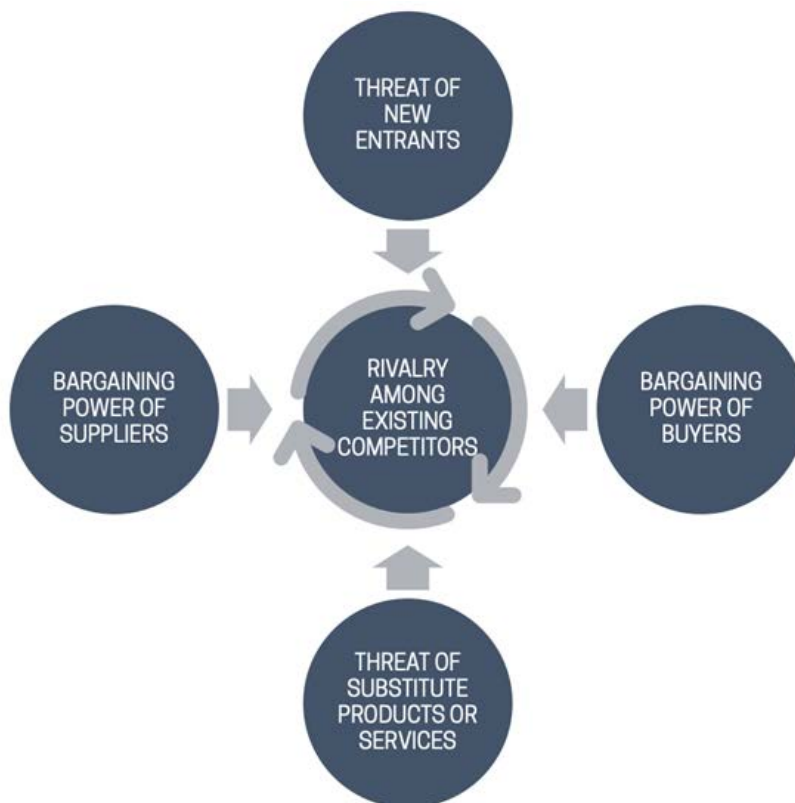 THREAT OF
NEW
ENTRANTS
BARGAINING
POWER OF
SUPPLIERS
RIVALRY
AMONG
EXISTING
COMPETITORS
BARGAINING
POWER OF
BUYERS
THREAT OF
SUBSTITUTE
PRODUCTS OR
SERVICES